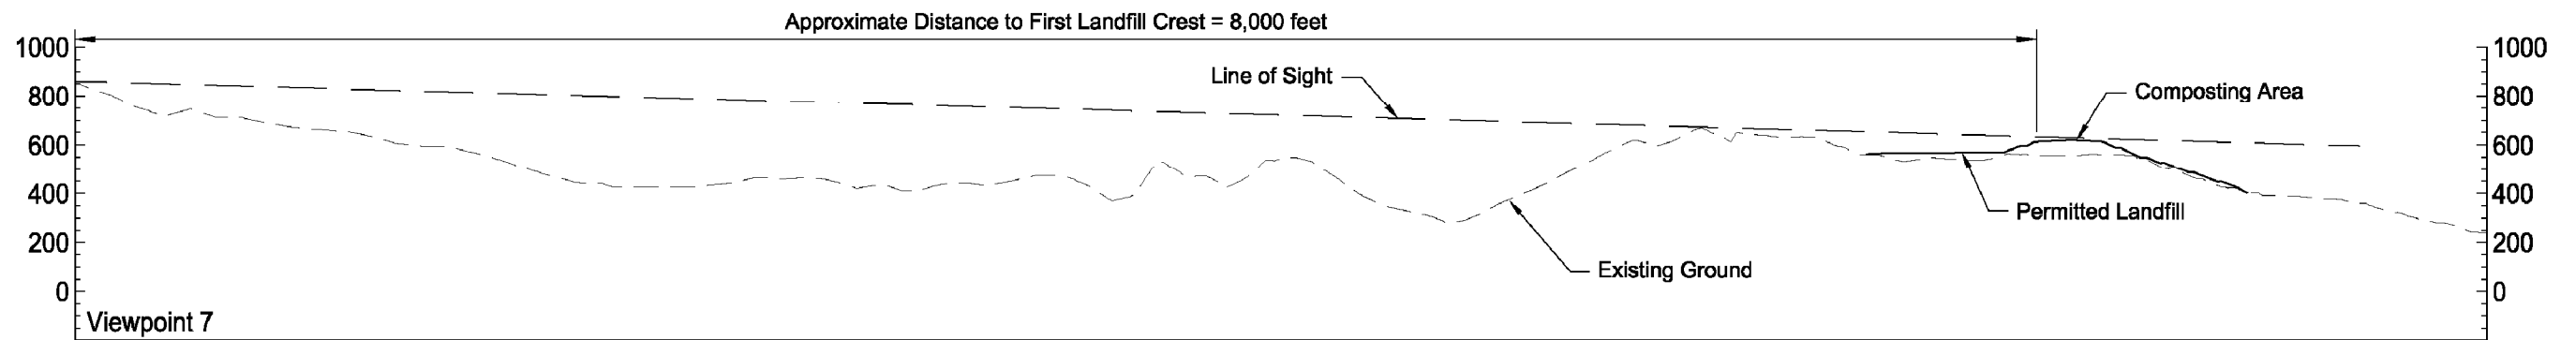 Approximate Distance to First Landfill Crest = 8,000 feet
1000
1000
Line of Sight
Composting Area
800
800
600
600
400
400
Permitted Landfill
200
200
Existing Ground
0
0
Viewpoint 7